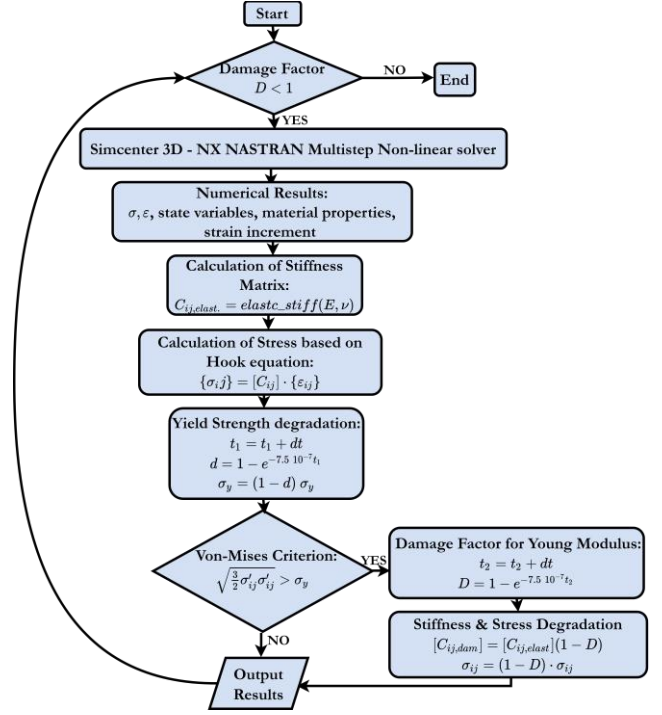 Start
Damage Factor
D < 1
NO
End
YES
Simcenter 3D - NX NASTRAN Multistep Non-linear solver
Numerical Results:
σ, ε, state variables, material properties,
strain increment
Calculation of Stiffness
Matrix:
C_{ij,elast.} = elastc_stiff(E, ν)
Calculation of Stress based on
Hook equation:
{σ_ij} = [C_{ij}] · {ε_{ij}}
Yield Strength degradation:
t_1 = t_1 + dt
d = 1 − e^{−7.5 10^{−7} t_1}
σ_y = (1 − d) σ_y
Von-Mises Criterion:
√(3/2 σ'_{ij} σ'_{ij}) > σ_y
YES
Damage Factor for Young Modulus:
t_2 = t_2 + dt
D = 1 − e^{−7.5 10^{−7} t_2}
Stiffness & Stress Degradation
[C_{ij,dam}] = [C_{ij,elast}](1 − D)
σ_{ij} = (1 − D) · σ_{ij}
NO
Output
Results